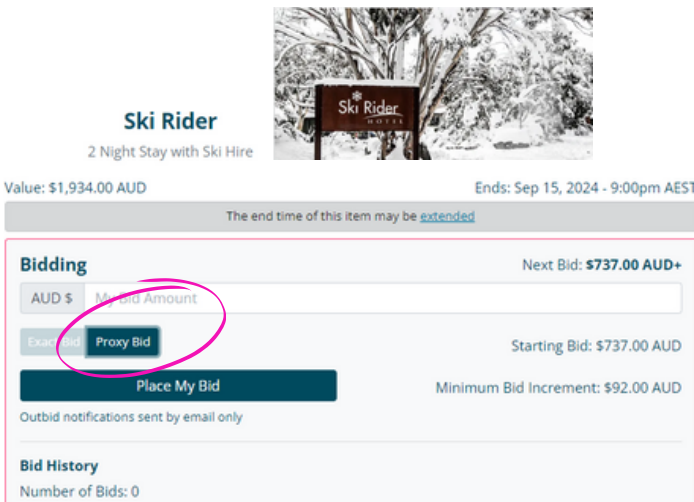 Ski Rider
HOTEL
Ski Rider
2 Night Stay with Ski Hire
Value: $1,934.00 AUD
Ends: Sep 15, 2024 - 9:00pm AEST
The end time of this item may be extended
Bidding
Next Bid: $737.00 AUD+
AUD $
My Bid Amount
Exact Bid
Proxy Bid
Starting Bid: $737.00 AUD
Place My Bid
Minimum Bid Increment: $92.00 AUD
Outbid notifications sent by email only
Bid History
Number of Bids: 0